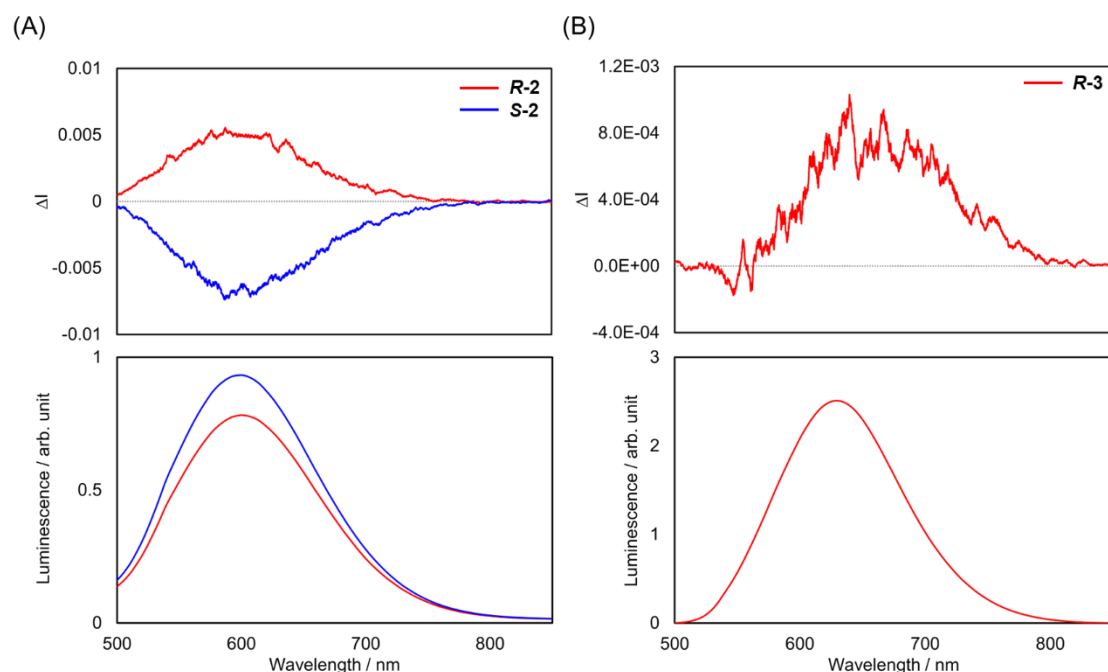 (A)
R-2
S-2
0.01
0.005
0
-0.005
-0.01
ΔI
1
0.5
0
Luminescence / arb. unit
500
600
700
800
Wavelength / nm
(B)
R-3
1.2E-03
8.0E-04
4.0E-04
0.0E+00
-4.0E-04
ΔI
3
2
1
0
Luminescence / arb. unit
500
600
700
800
Wavelength / nm